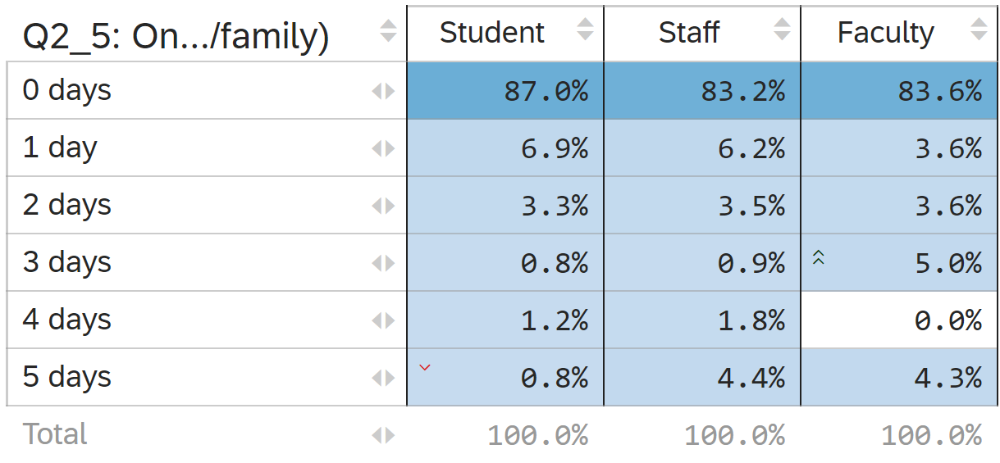 Q2_5: On.../family) Student Staff Faculty
0 days 87.0% 83.2% 83.6%
1 day 6.9% 6.2% 3.6%
2 days 3.3% 3.5% 3.6%
3 days 0.8% 0.9% 5.0%
4 days 1.2% 1.8% 0.0%
5 days 0.8% 4.4% 4.3%
Total 100.0% 100.0% 100.0%